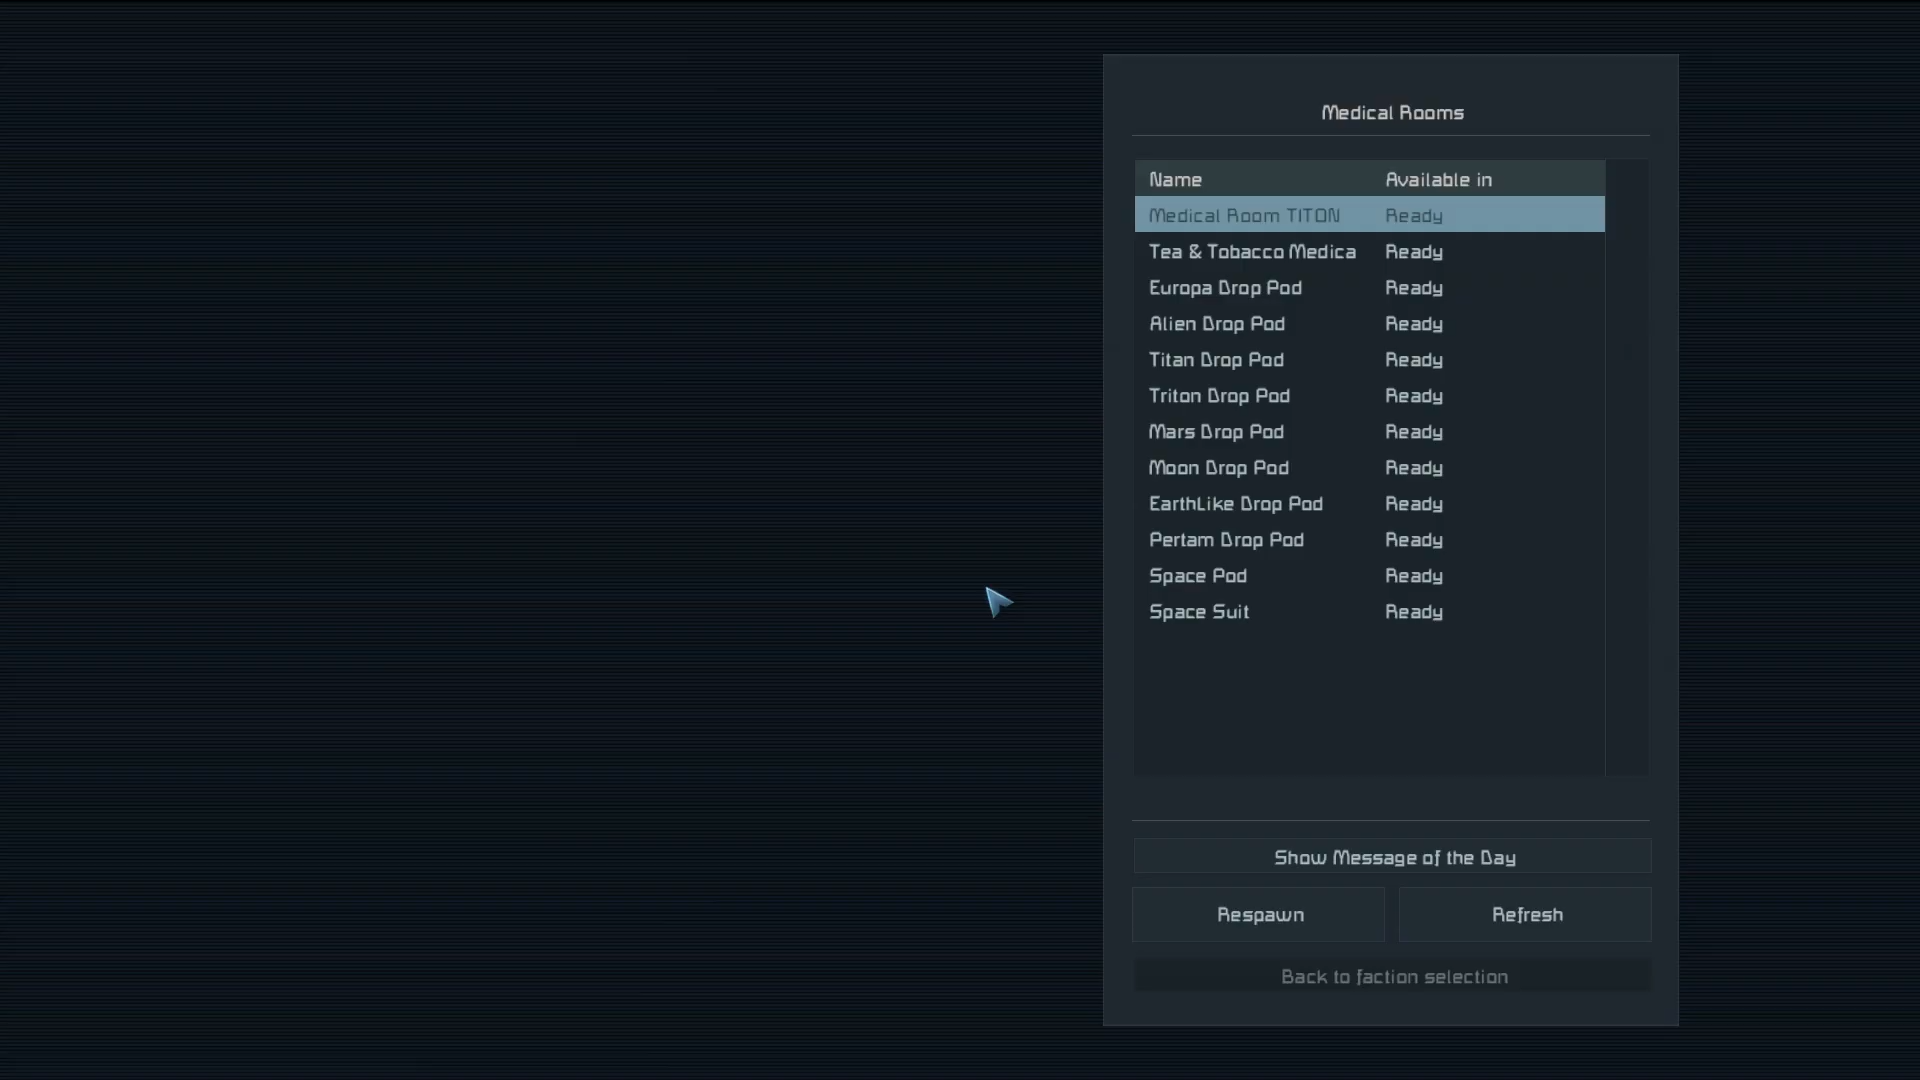 Medical Rooms
Name Available in
Medical Room TITON Ready
Tea & Tobacco Medica Ready
Europa Drop Pod Ready
Alien Drop Pod Ready
Titan Drop Pod Ready
Triton Drop Pod Ready
Mars Drop Pod Ready
Moon Drop Pod Ready
EarthLike Drop Pod Ready
Pertam Drop Pod Ready
Space Pod Ready
Space Suit Ready
Show Message of the Day
Respawn Refresh
Back to faction selection